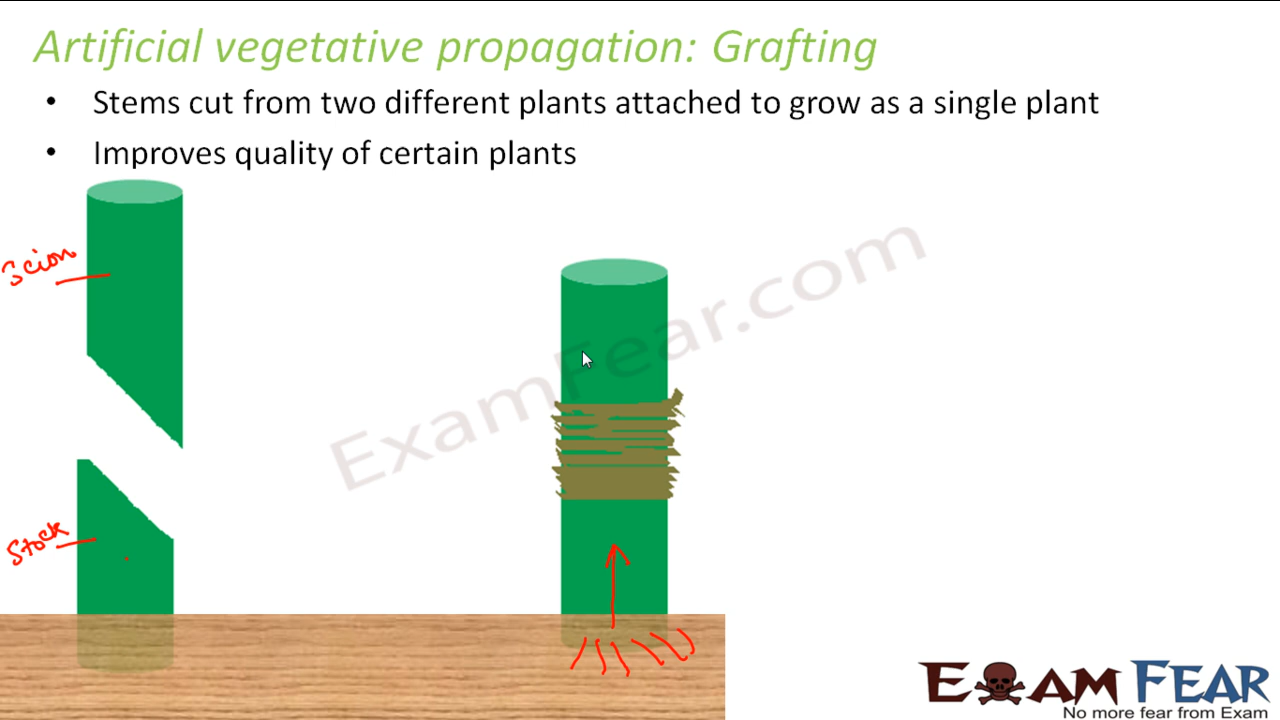 Artificial vegetative propagation: Grafting
• Stems cut from two different plants attached to grow as a single plant
• Improves quality of certain plants
Scion
ExamFear.com
Stock
EXAM FEAR
No more fear from Exam